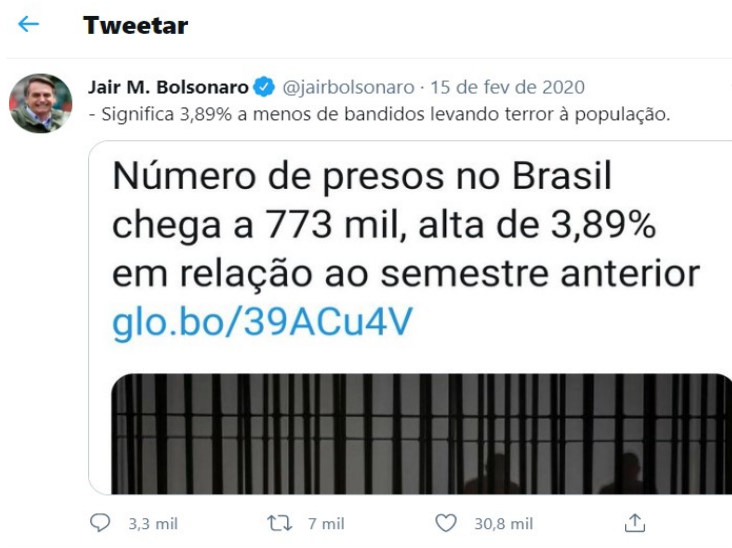 Tweetar
Jair M. Bolsonaro @jairbolsonaro · 15 de fev de 2020
- Significa 3,89% a menos de bandidos levando terror à população.
Número de presos no Brasil
chega a 773 mil, alta de 3,89%
em relação ao semestre anterior
glo.bo/39ACu4V
3,3 mil 7 mil 30,8 mil